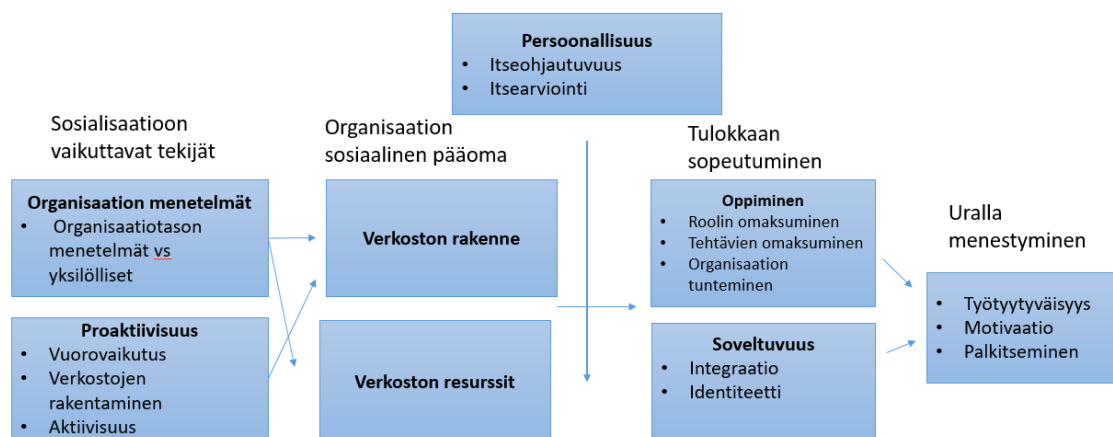 Persoonallisuus
• Itseohjautuvuus
• Itsearviointi
Sosialisaatioon
vaikuttavat tekijät
Organisaation
sosiaalinen pääoma
Tulokkaan
sopeutuminen
Uralla
menestyminen
Organisaation menetelmät
• Organisaatiotason
menetelmät vs
yksilölliset
Proaktiivisuus
• Vuorovaikutus
• Verkostojen
rakentaminen
• Aktiivisuus
Verkoston rakenne
Verkoston resurssit
Oppiminen
• Roolin omaksuminen
• Tehtävien omaksuminen
• Organisaation
tunteminen
Soveltuvuus
• Integraatio
• Identiteetti
• Työtyytyväisyys
• Motivaatio
• Palkitseminen